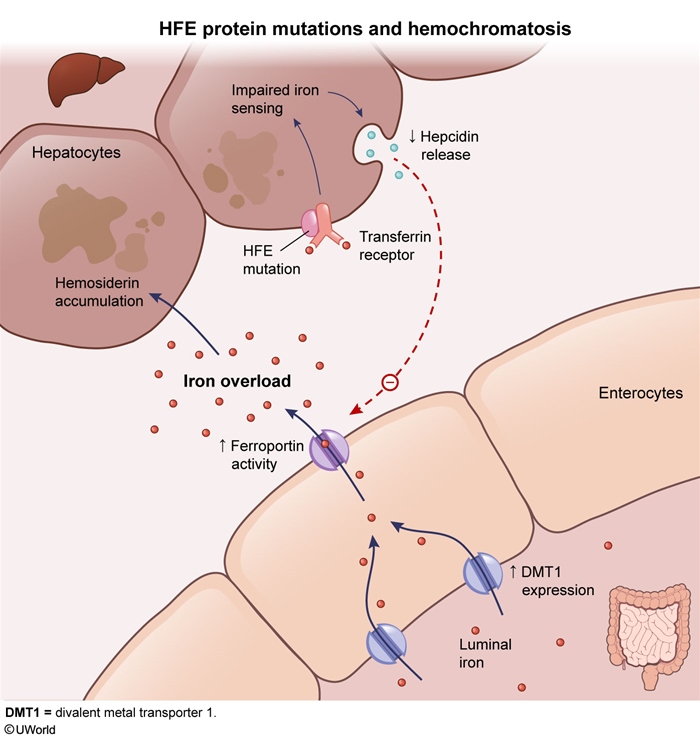 HFE protein mutations and hemochromatosis
Impaired iron
sensing
↓ Hepcidin
release
Hepatocytes
HFE
mutation
Transferrin
receptor
Hemosiderin
accumulation
Iron overload
Enterocytes
↑ Ferroportin
activity
↑ DMT1
expression
Luminal
iron
DMT1 = divalent metal transporter 1.
©UWorld